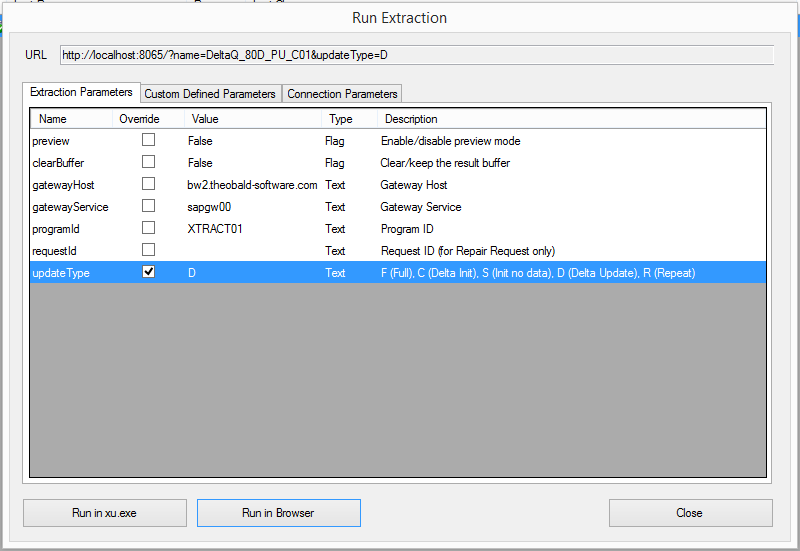 Run Extraction
URL http://localhost:8065/?name=DeltaQ_80D_PU_C01&updateType=D
Extraction Parameters Custom Defined Parameters Connection Parameters
Name Override Value Type Description
preview False Flag Enable/disable preview mode
clearBuffer False Flag Clear/keep the result buffer
gatewayHost bw2.theobald-software.com Text Gateway Host
gatewayService sapgw00 Text Gateway Service
programId XTRACT01 Text Program ID
requestId Text Request ID (for Repair Request only)
updateType D Text F (Full), C (Delta Init), S (Init no data), D (Delta Update), R (Repeat)
Run in xu.exe Run in Browser Close